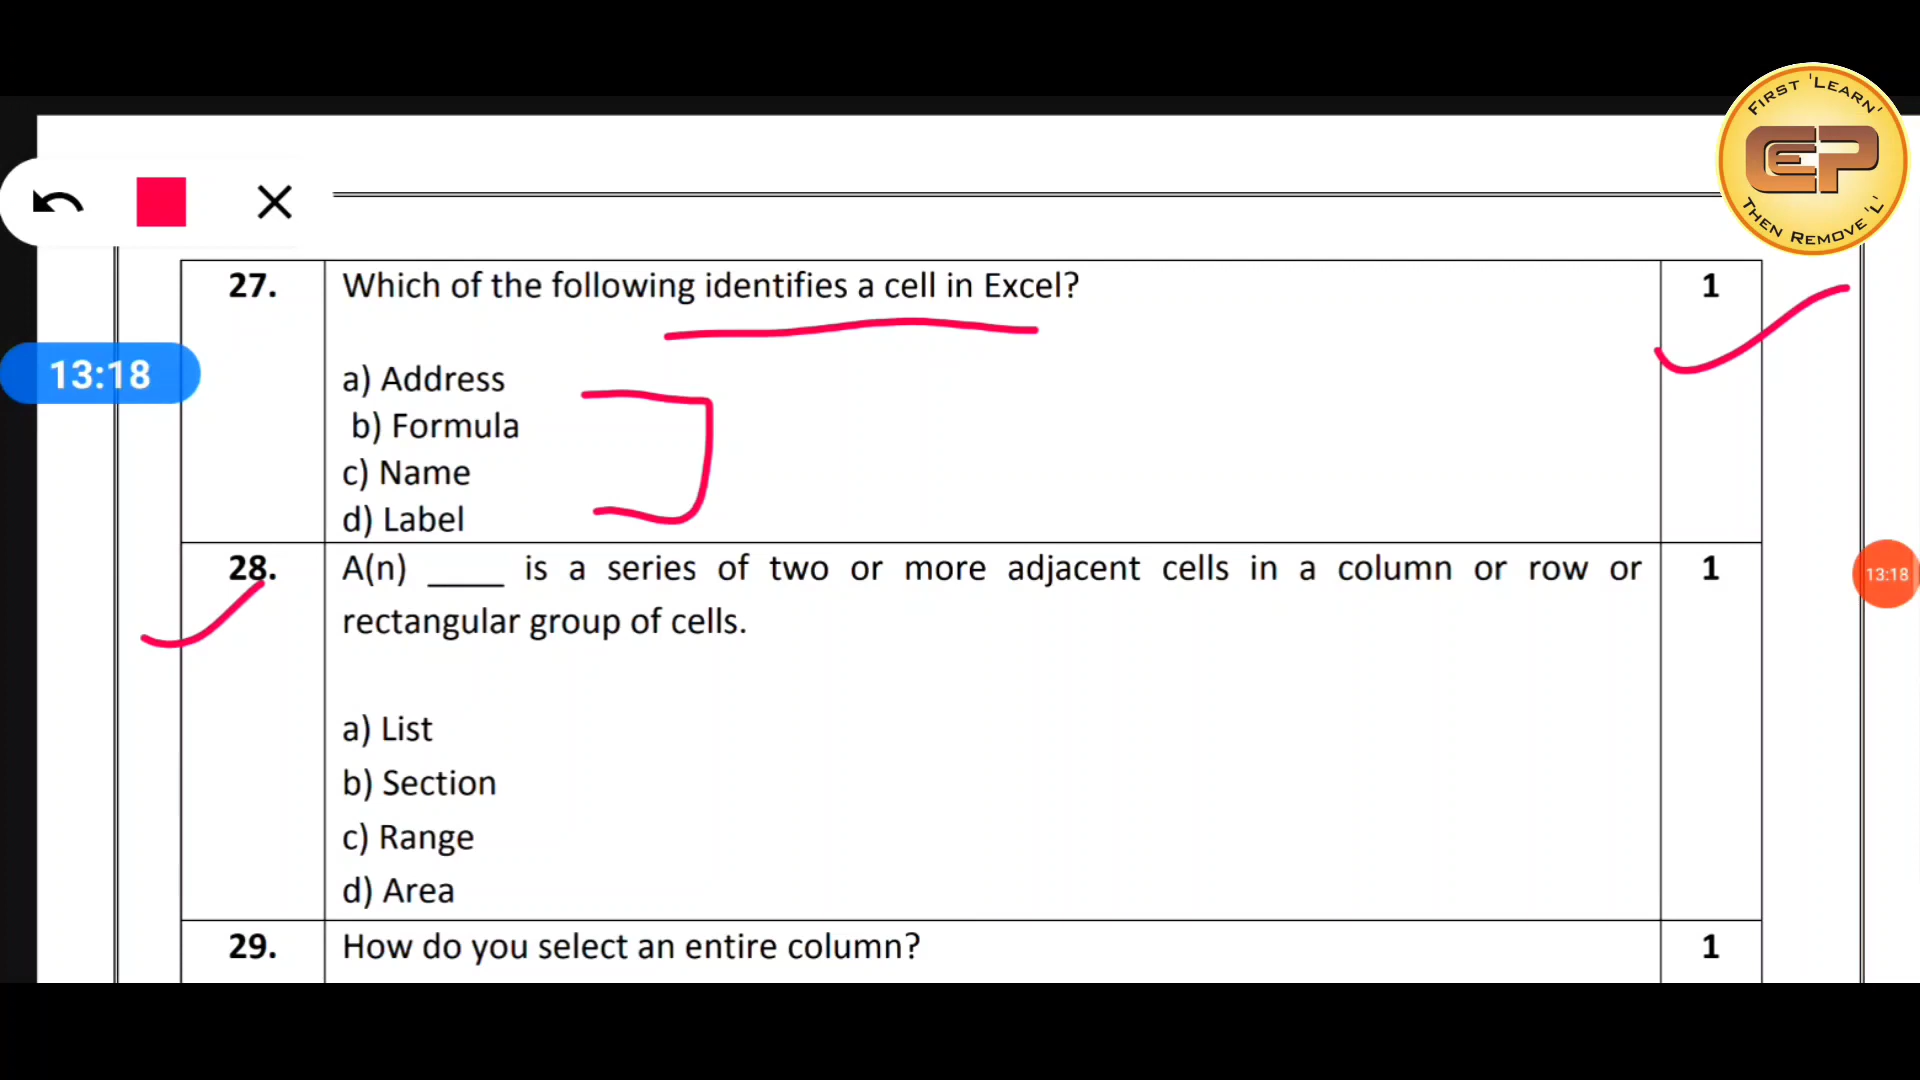 FIRST 'LEARN'
EP
THEN REMOVE 'L'
27. Which of the following identifies a cell in Excel? 1
13:18
a) Address
b) Formula
c) Name
d) Label
28. A(n) ____ is a series of two or more adjacent cells in a column or row or 1
13:18
rectangular group of cells.
a) List
b) Section
c) Range
d) Area
29. How do you select an entire column? 1